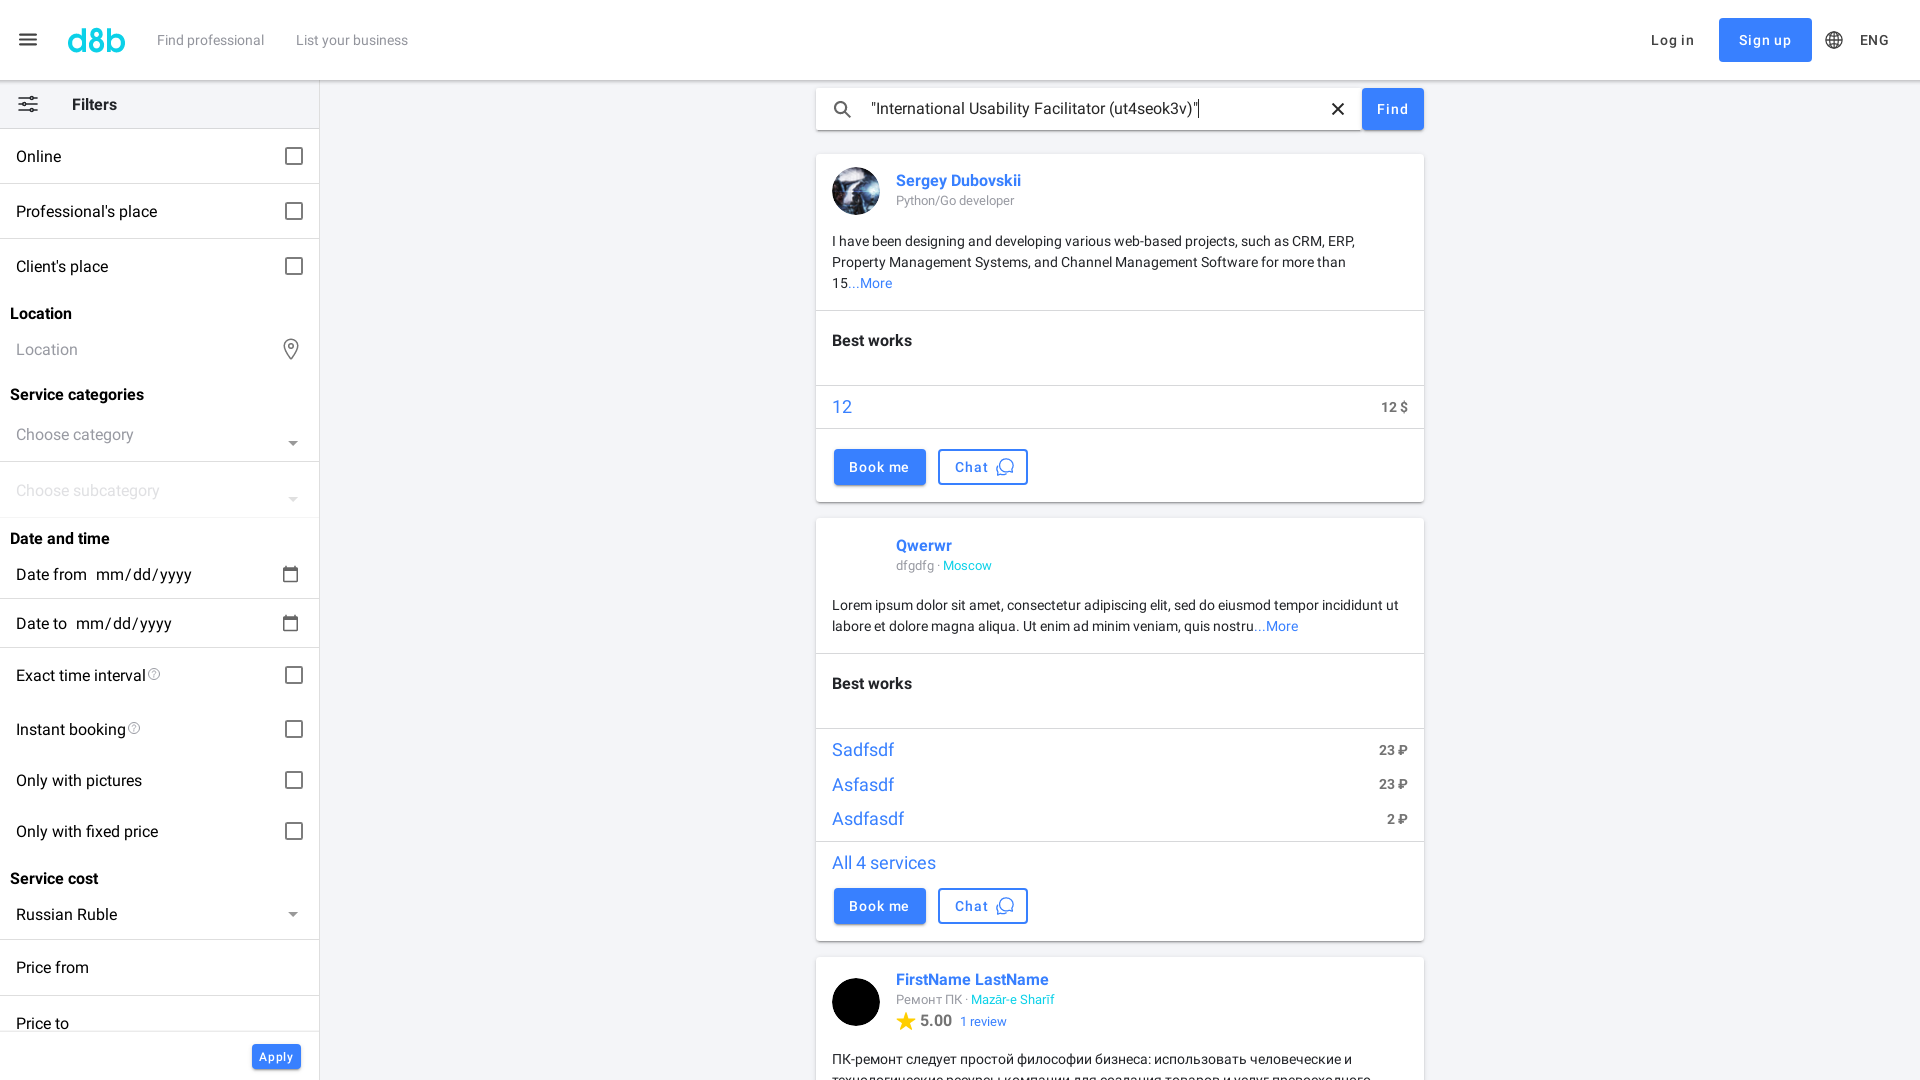 d8b
Find professional
List your business
Log in
Sign up
ENG
Filters
Online
Professional's place
Client's place
Location
Location
Service categories
Choose category
Choose subcategory
Date and time
Date from mm/dd/yyyy
Date to mm/dd/yyyy
Exact time interval
Instant booking
Only with pictures
Only with fixed price
Service cost
Russian Ruble
Price from
Price to
Apply
"International Usability Facilitator (ut4seok3v)"
Find
Sergey Dubovskii
Python/Go developer
I have been designing and developing various web-based projects, such as CRM, ERP,
Property Management Systems, and Channel Management Software for more than
15...More
Best works
12 12 $
Book me
Chat
Qwerwr
dfgdfg · Moscow
Lorem ipsum dolor sit amet, consectetur adipiscing elit, sed do eiusmod tempor incididunt ut
labore et dolore magna aliqua. Ut enim ad minim veniam, quis nostru...More
Best works
Sadfsdf 23 ₽
Asfasdf 23 ₽
Asdfasdf 2 ₽
All 4 services
Book me
Chat
FirstName LastName
Ремонт ПК · Mazār-e Sharīf
5.00 1 review
ПК-ремонт следует простой философии бизнеса: использовать человеческие и
технологические ресурсы компании для создания товаров и услуг превосходного